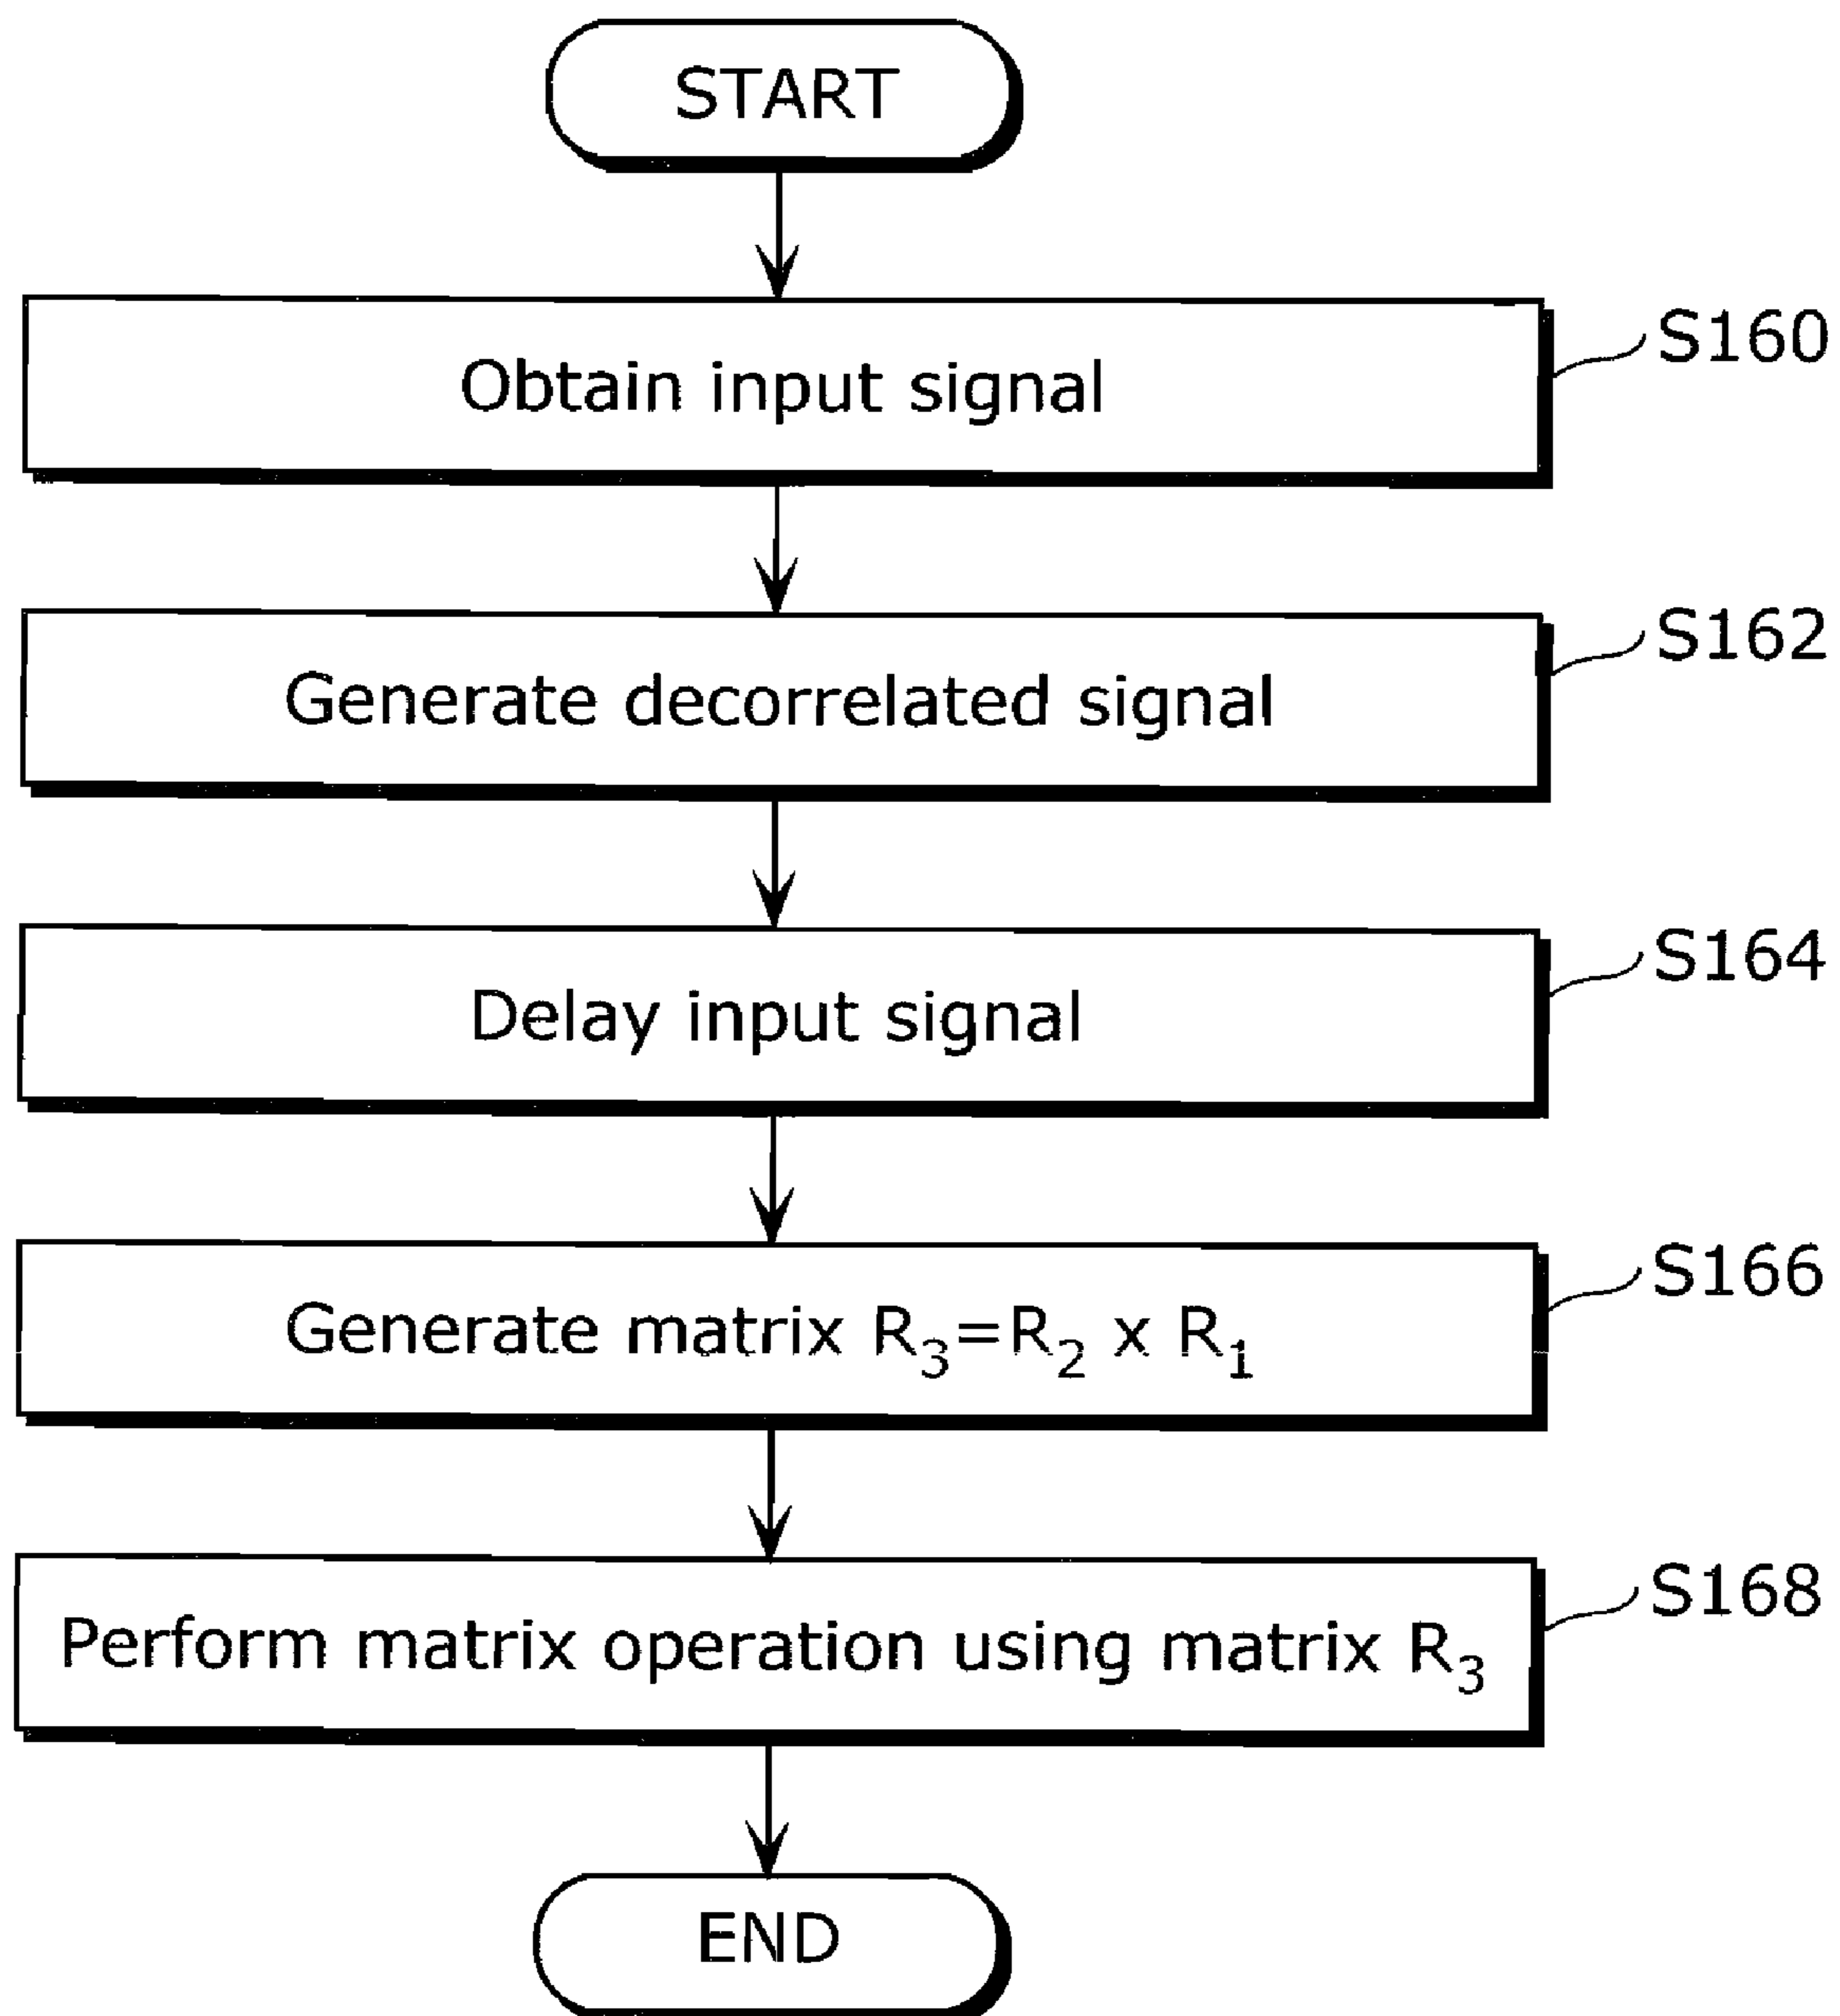 START
Obtain input signal
S160
Generate decorrelated signal
S162
Delay input signal
S164
Generate matrix R₃=R₂ x R₁
S166
Perform matrix operation using matrix R₃
S168
END